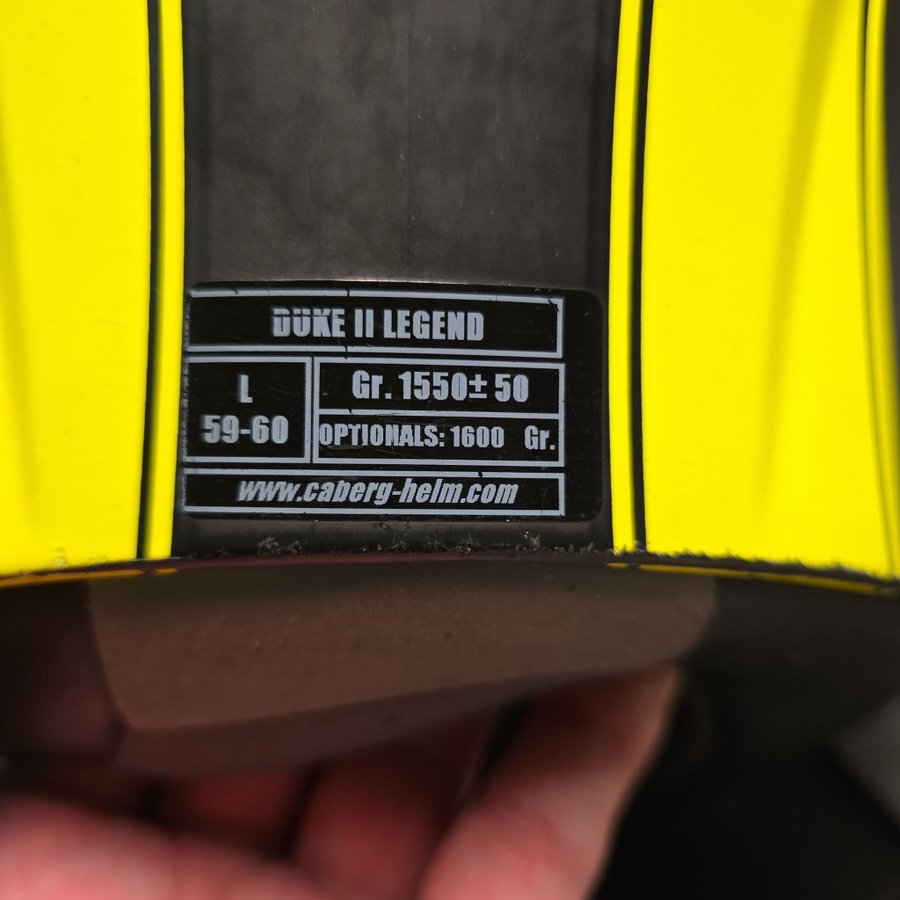 DUKE II LEGEND
L
59-60
Gr. 1550± 50
OPTIONALS: 1600 Gr.
www.caberg-helm.com